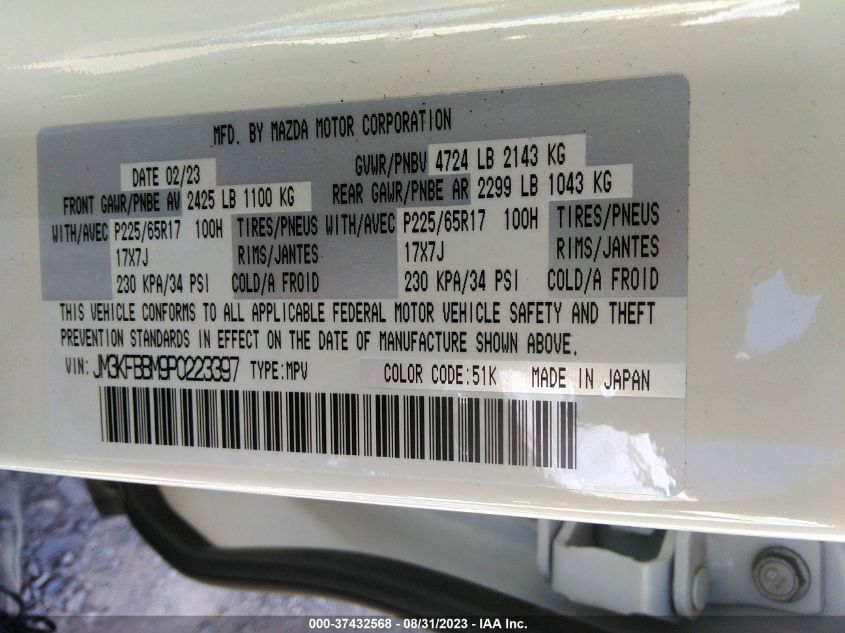 MFD. BY MAZDA MOTOR CORPORATION
DATE 02/23 GVWR/PNBV 4724 LB 2143 KG
FRONT GAWR/PNBE AV 2425 LB 1100 KG REAR GAWR/PNBE AR 2299 LB 1043 KG
WITH/AVEC P225/65R17 100H TIRES/PNEUS WITH/AVEC P225/65R17 100H TIRES/PNEUS
17X7J RIMS/JANTES 17X7J RIMS/JANTES
230 KPA/34 PSI COLD/A FROID 230 KPA/34 PSI COLD/A FROID
THIS VEHICLE CONFORMS TO ALL APPLICABLE FEDERAL MOTOR VEHICLE SAFETY AND THEFT
PREVENTION STANDARDS IN EFFECT ON THE DATE OF MANUFACTURE SHOWN ABOVE.
VIN: JM3KFBBM9P0223397 TYPE:MPV COLOR CODE:51K MADE IN JAPAN
000-37432568 - 08/31/2023 - IAA Inc.